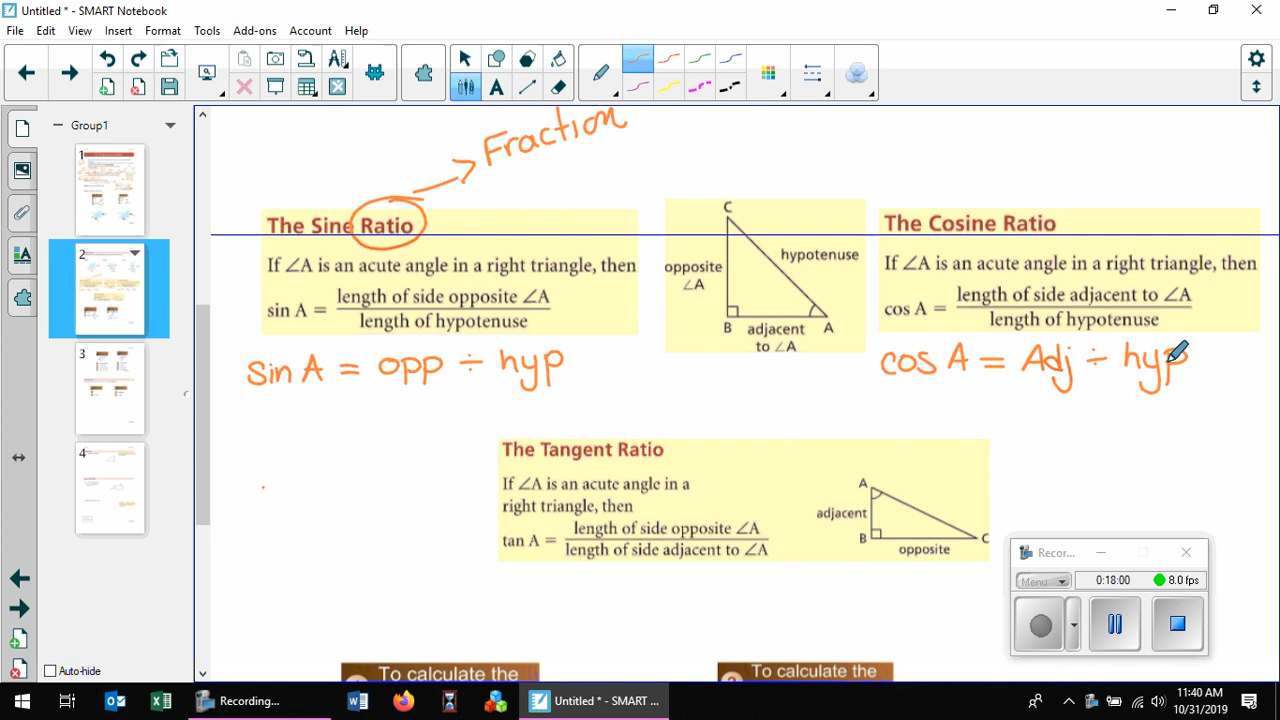 Untitled * - SMART Notebook
File Edit View Insert Format Tools Add-ons Account Help
Group1
1
2
3
4
Auto-hide
Fraction
The Sine Ratio
If ∠A is an acute angle in a right triangle, then
sin A = length of side opposite ∠A / length of hypotenuse
sin A = opp ÷ hyp
C
opposite
∠A
hypotenuse
B
adjacent
to ∠A
A
The Cosine Ratio
If ∠A is an acute angle in a right triangle, then
cos A = length of side adjacent to ∠A / length of hypotenuse
cos A = Adj ÷ hyp
The Tangent Ratio
If ∠A is an acute angle in a
right triangle, then
tan A = length of side opposite ∠A / length of side adjacent to ∠A
A
adjacent
B
opposite
C
To calculate the
To calculate the
Recor...
Menu
0:18:00
8.0 fps
Recording...
Untitled * - SMART ...
11:40 AM
10/31/2019